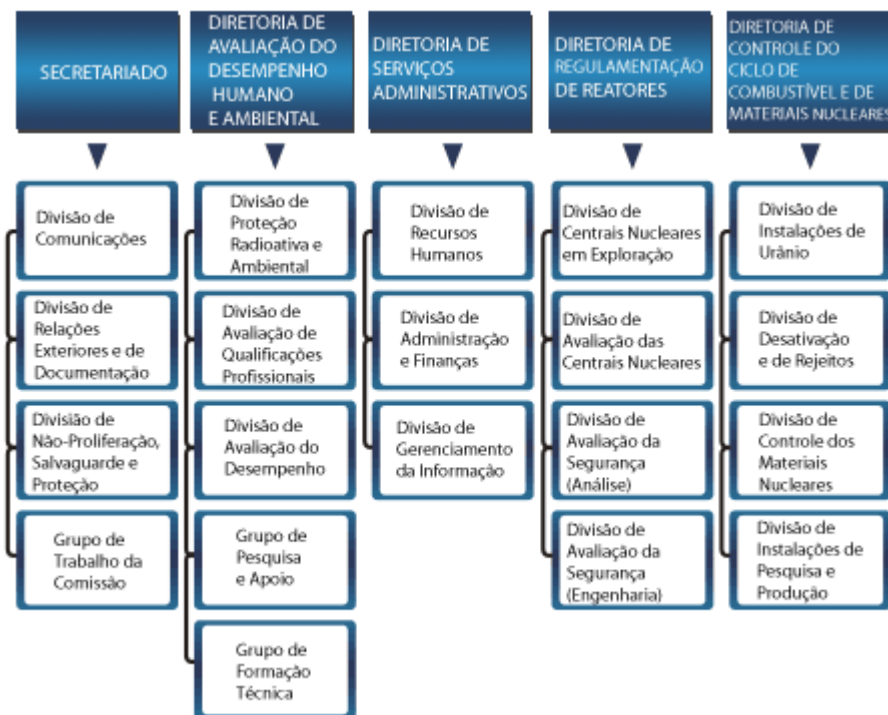 SECRETARIADO
Divisão de
Comunicações
Divisão de
Relações
Exteriores e de
Documentação
Divisião de
Não-Proliferação,
Salvaguarde e
Proteção
Grupo de
Trabalho da
Comissão
DIRETORIA DE
AVALIAÇÃO DO
DESEMPENHO
HUMANO
E AMBIENTAL
Divisão de
Proteção
Radioativa e
Ambiental
Divisão de
Avaliação de
Qualificações
Profissionais
Divisão de
Avaliação do
Desempenho
Grupo de
Pesquisa
e Apoio
Grupo de
Formação
Técnica
DIRETORIA DE
SERVIÇOS
ADMINISTRATIVOS
Divisão de
Recursos
Humanos
Divisão de
Administração
e Finanças
Divisão de
Gerenciamento
da Informação
DIRETORIA DE
REGULAMENTAÇÃO
DE REATORES
Divisão de
Centrais Nucleares
em Exploração
Divisão de
Avaliação das
Centrais Nucleares
Divisão de
Avaliação da
Segurança
(Análise)
Divisão de
Avaliação da
Segurança
(Engenharia)
DIRETORIA DE
CONTROLE DO
CICLO DE
COMBUSTÍVEL E DE
MATERIAIS NUCLEARES
Divisão de
Instalações de
Urânio
Divisão de
Desativação
e de Rejeitos
Divisão de
Controle dos
Materiais
Nucleares
Divisão de
Instalações de
Pesquisa e
Produção